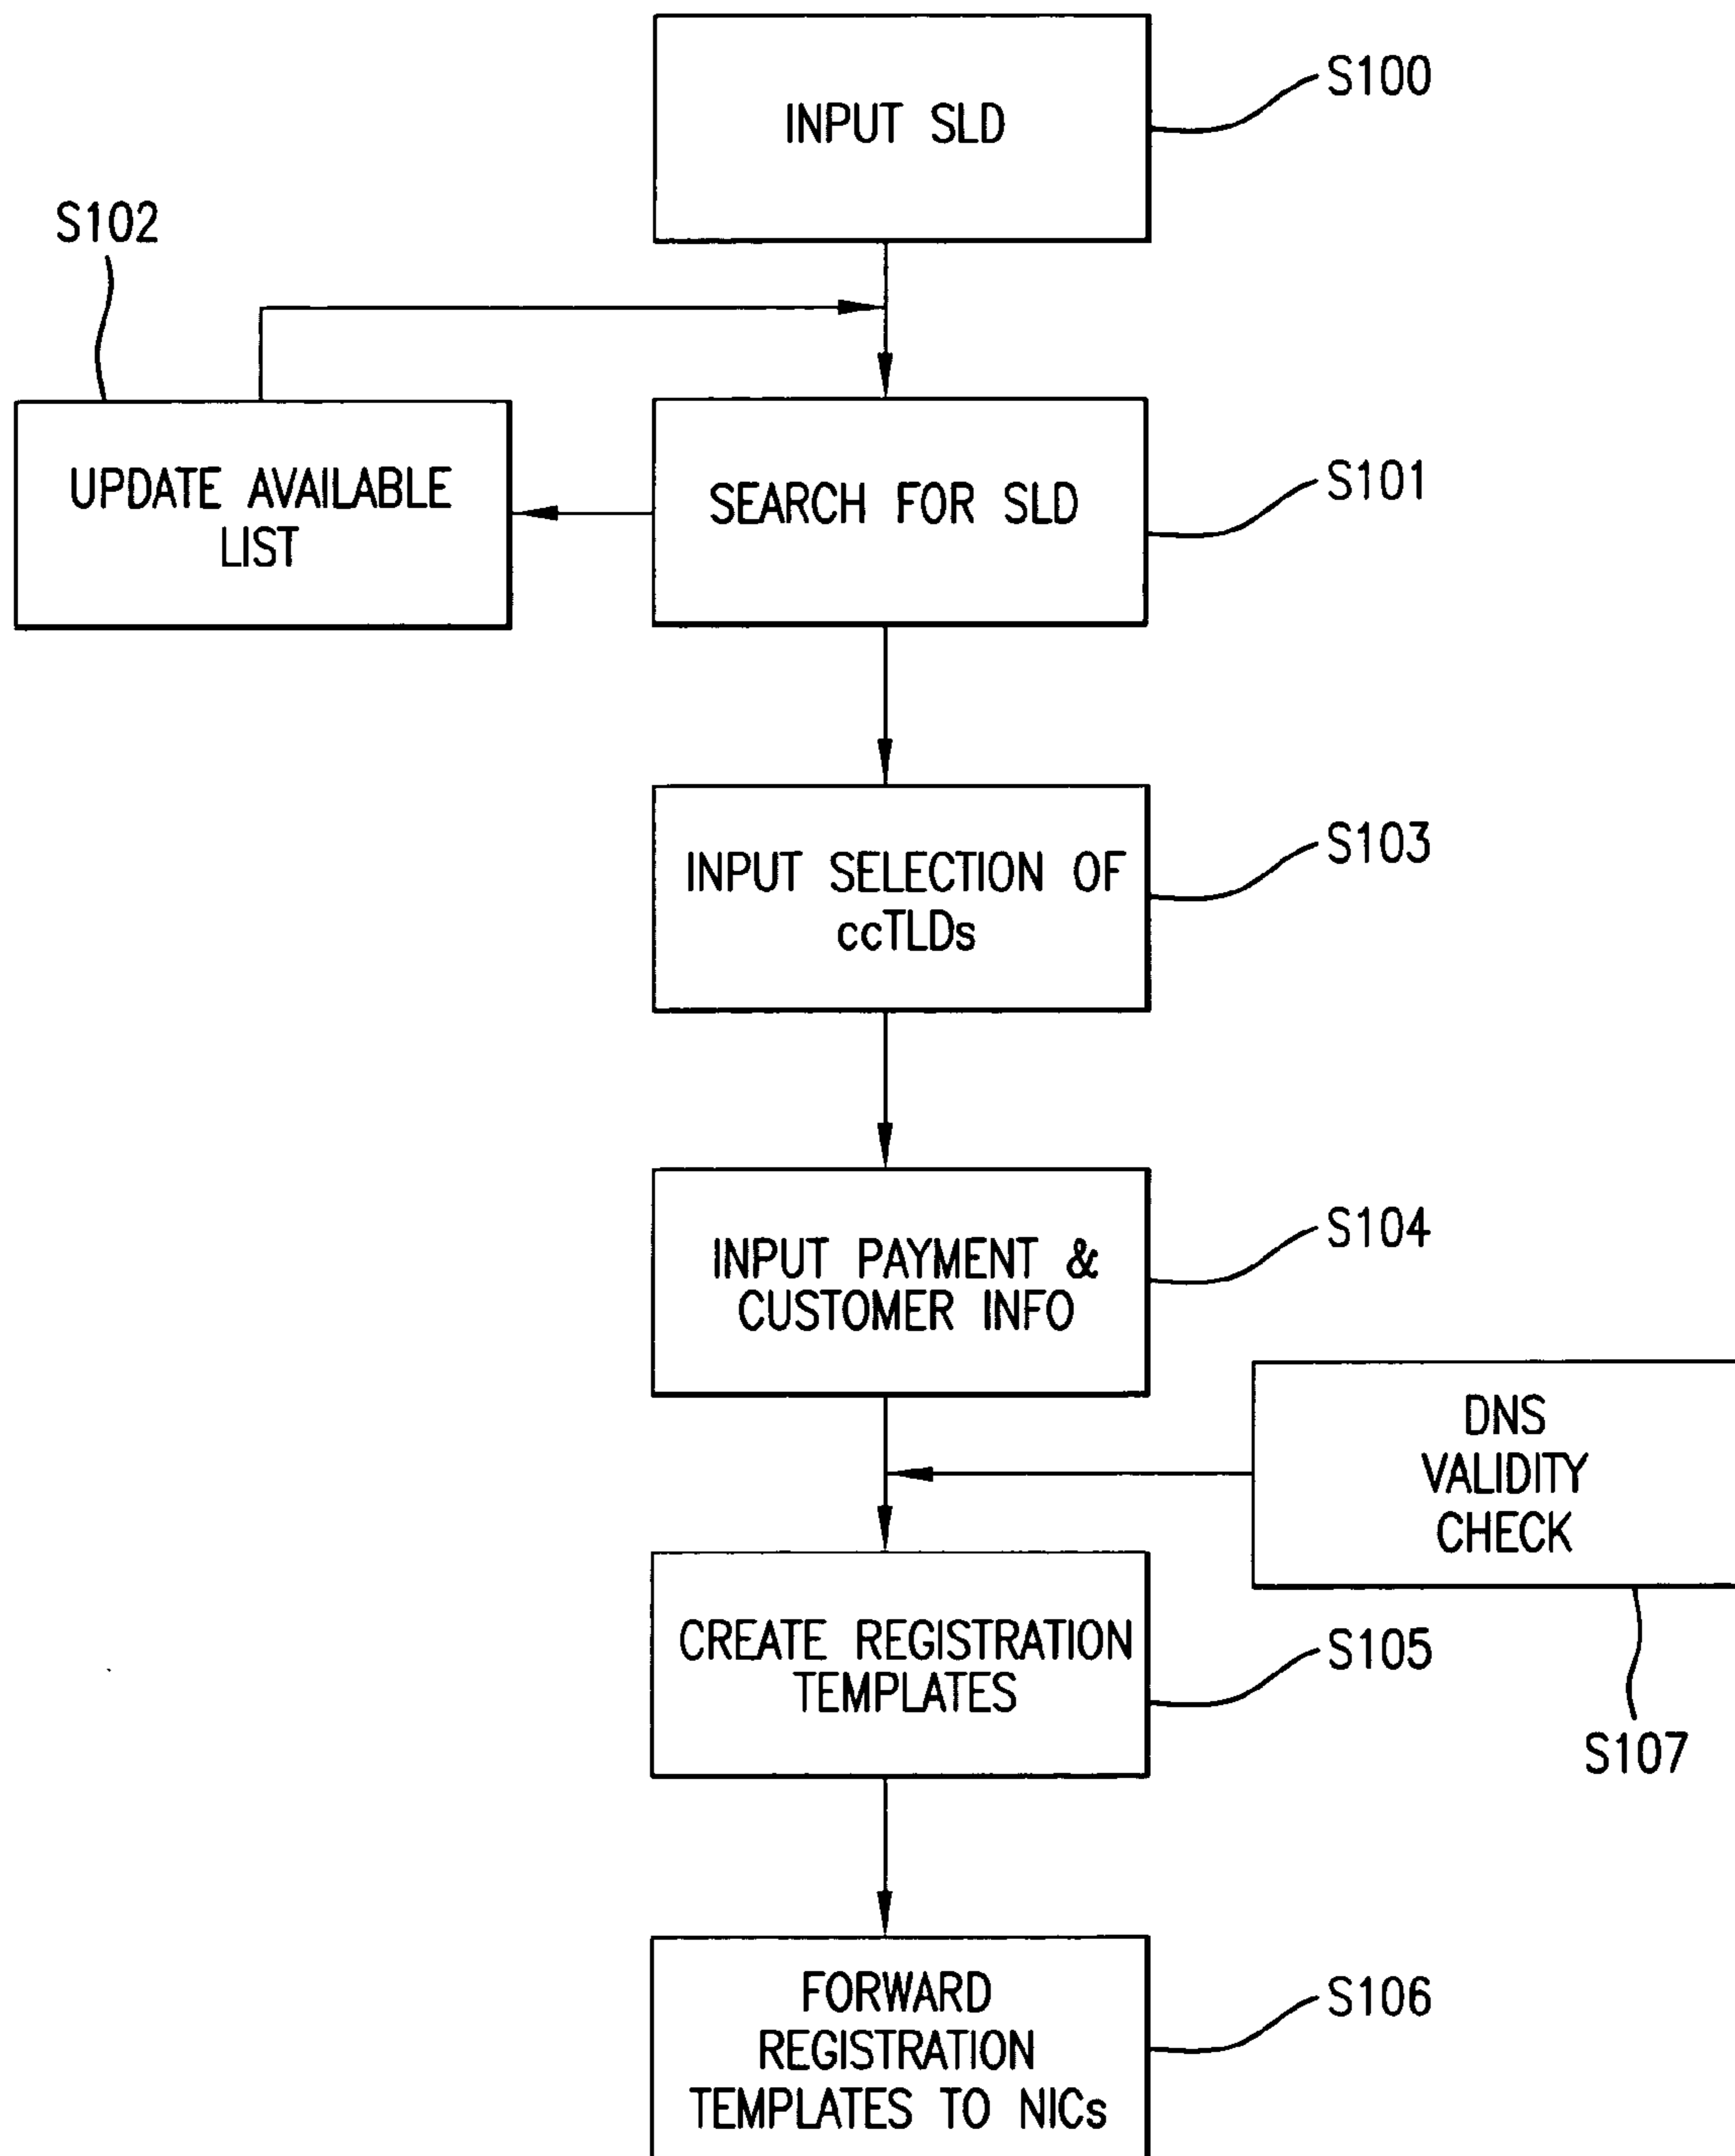 INPUT SLD
S100
S102
UPDATE AVAILABLE
LIST
SEARCH FOR SLD
S101
INPUT SELECTION OF
ccTLDs
S103
INPUT PAYMENT &
CUSTOMER INFO
S104
DNS
VALIDITY
CHECK
S107
CREATE REGISTRATION
TEMPLATES
S105
FORWARD
REGISTRATION
TEMPLATES TO NICs
S106